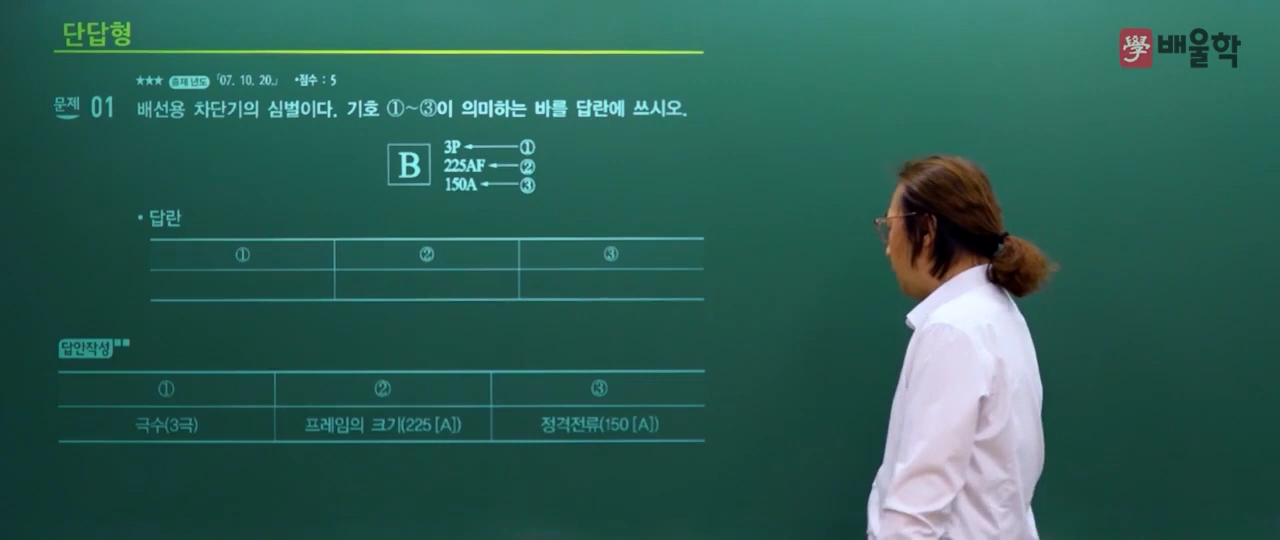 단답형
學 배울학
★★★ 출제년도 「07. 10. 20.」 •점수 : 5
문제 01 배선용 차단기의 심벌이다. 기호 ①~③이 의미하는 바를 답란에 쓰시오.
B
3P ①
225AF ②
150A ③
• 답란
① ② ③
답안작성
① ② ③
극수(3극) 프레임의 크기(225 [A]) 정격전류(150 [A])